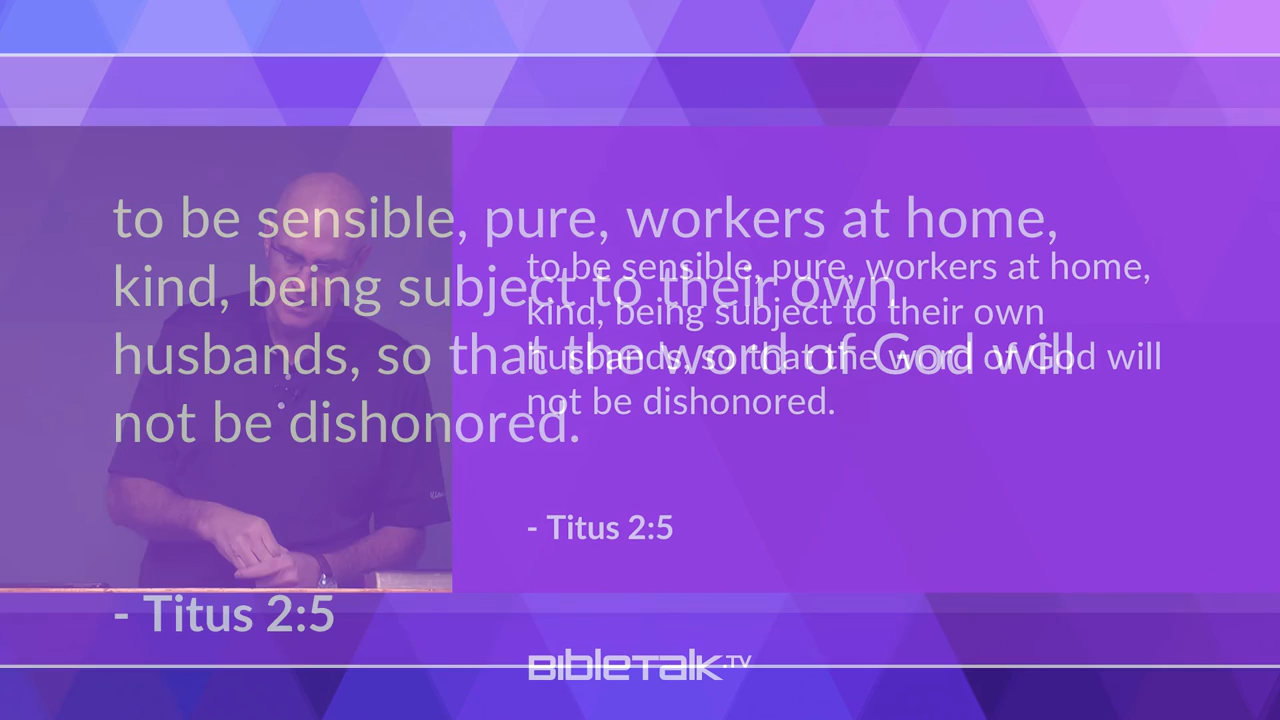 to be sensible, pure, workers at home,
kind, being subject to their own
husbands, so that the word of God will
not be dishonored.
- Titus 2:5
to be sensible, pure, workers at home,
kind, being subject to their own
husbands, so that the word of God will
not be dishonored.
- Titus 2:5
BibleTalk.TV